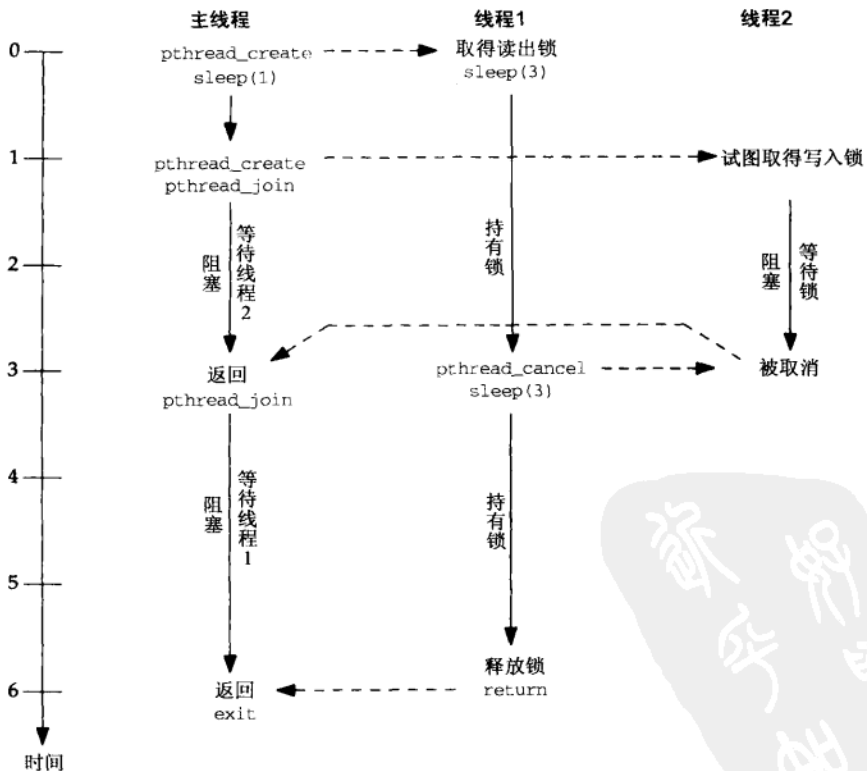 主线程 线程1 线程2
0 pthread_create 取得读出锁
sleep(1) sleep(3)
1 pthread_create 试图取得写入锁
pthread_join
2
阻塞
等待线程2
持有锁
阻塞
等待锁
3 返回 pthread_cancel 被取消
pthread_join sleep(3)
4
阻塞
等待线程1
持有锁
5
释放锁
6 返回 return
exit
时间